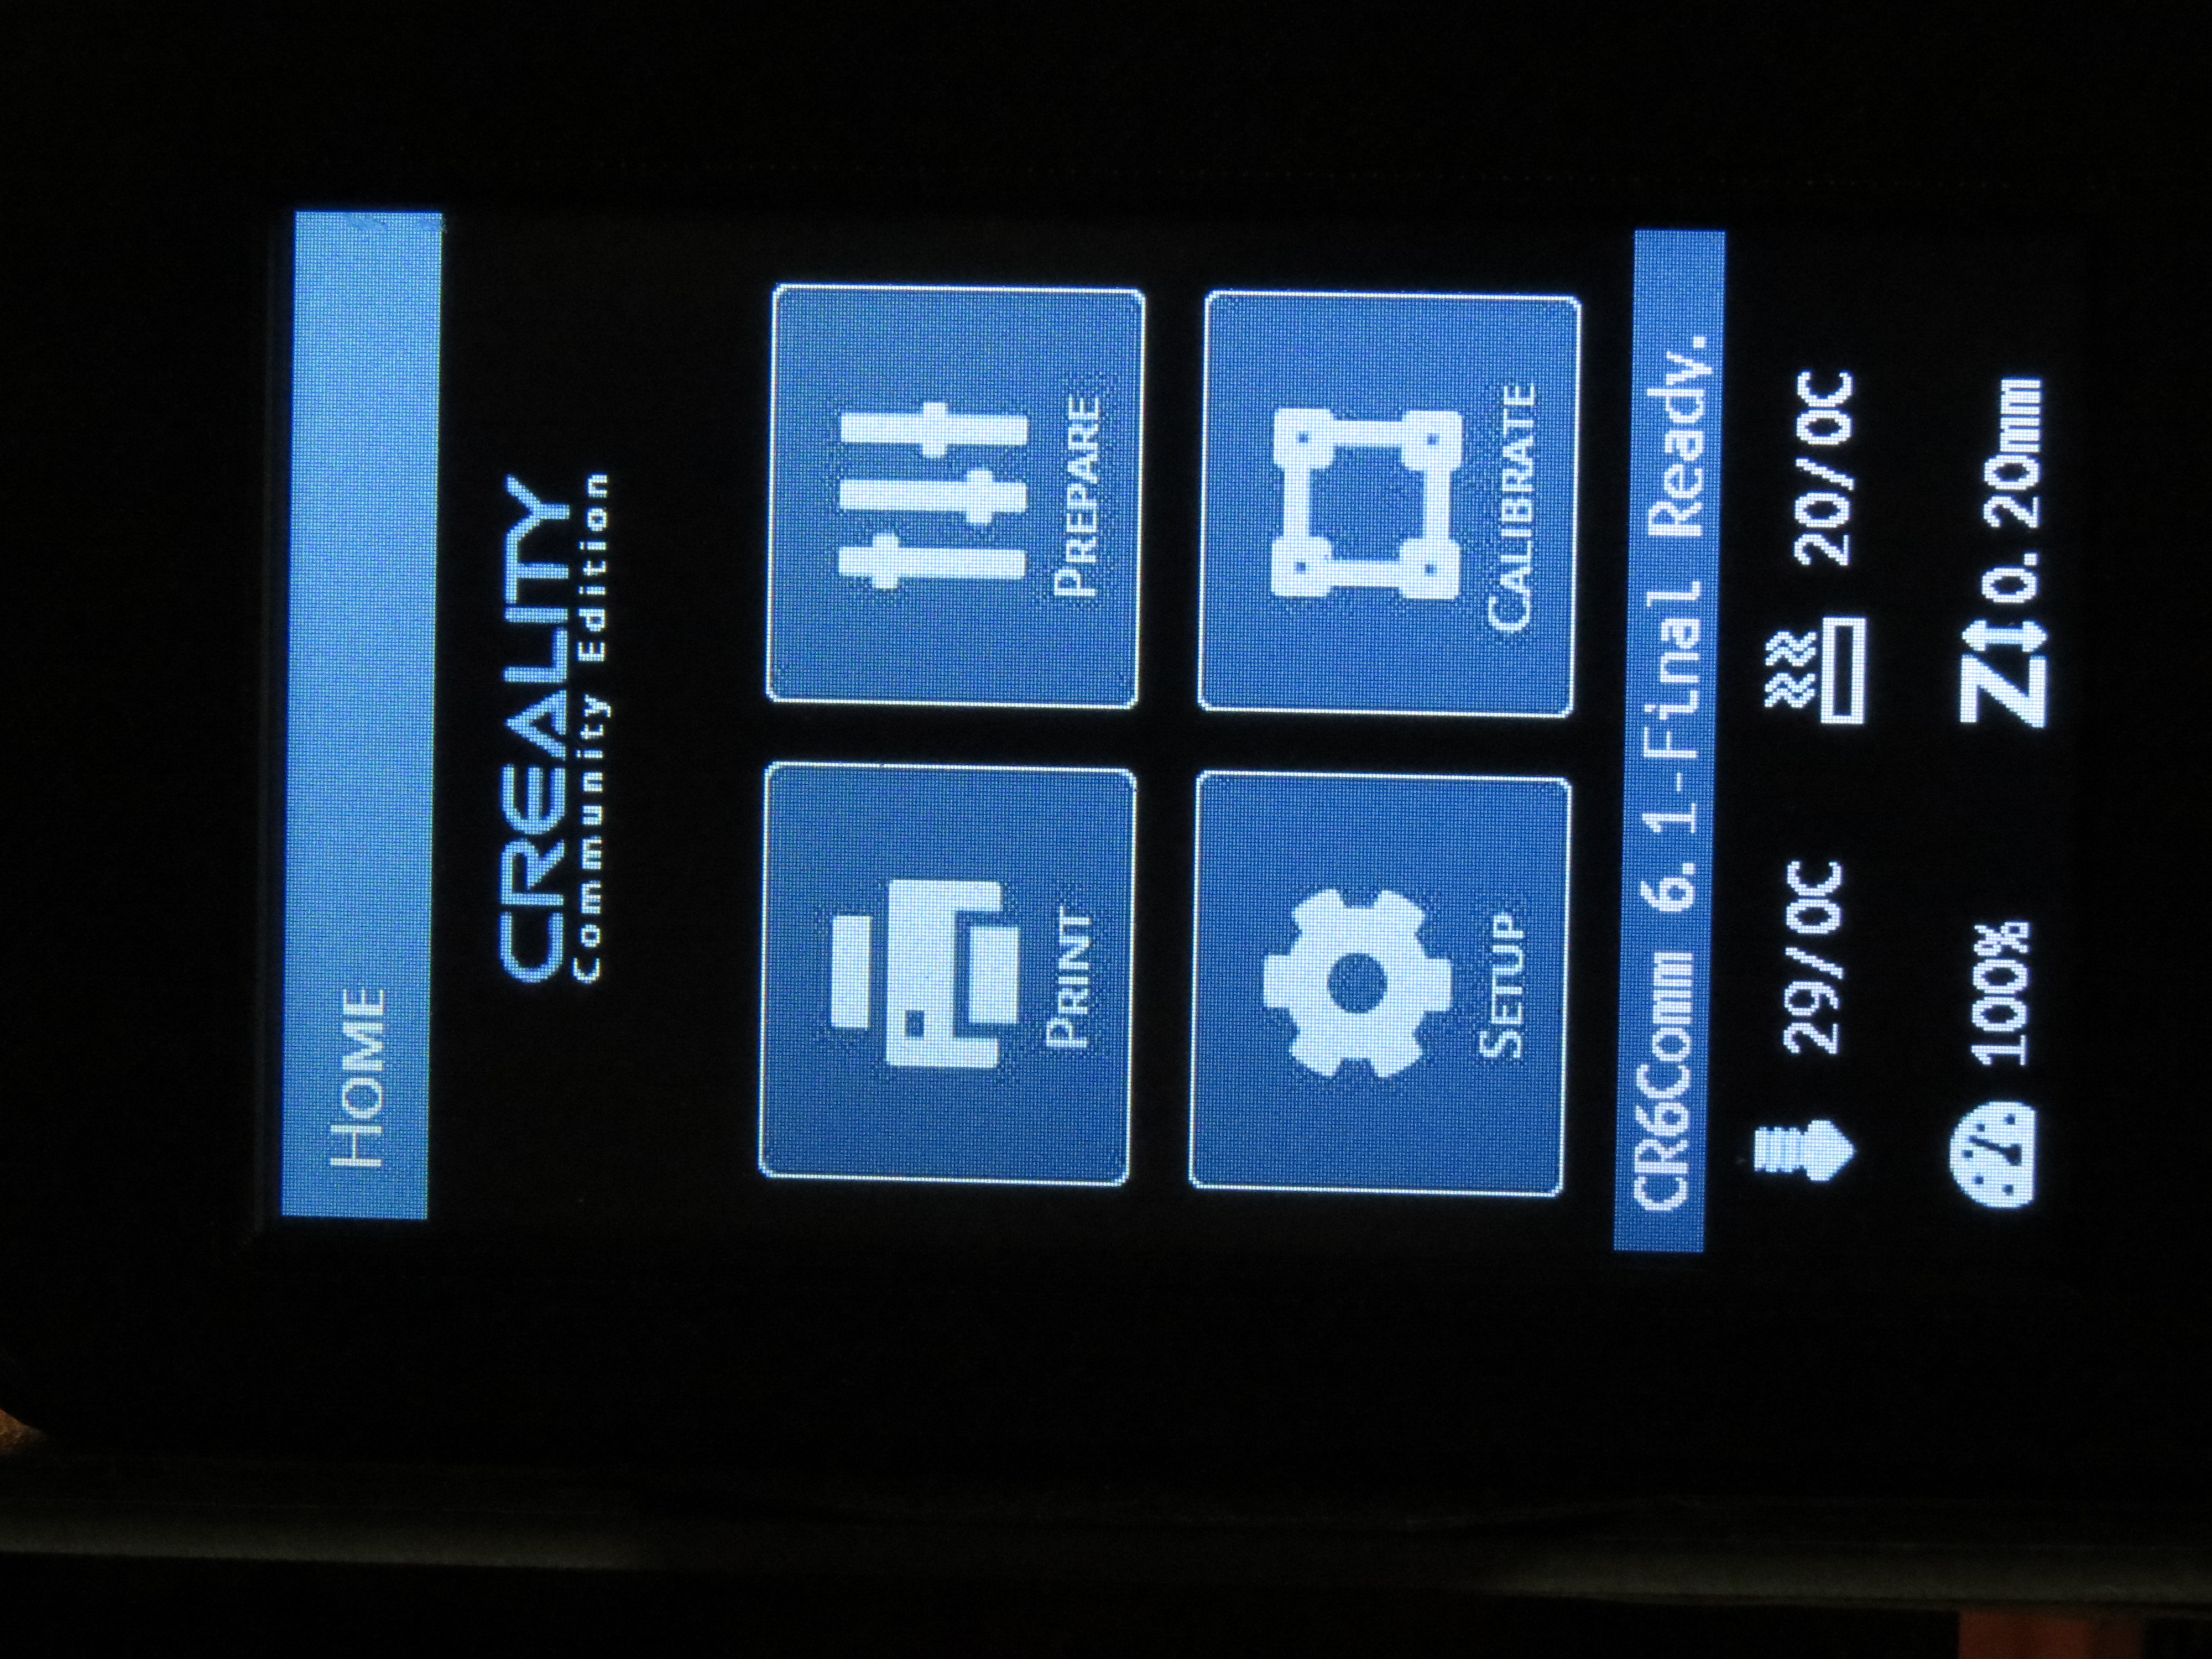 HOME
CREALITY
Community Edition
PRINT
PREPARE
SETUP
CALIBRATE
CR6Comm 6.1-Final Ready.
29/0C
20/0C
100%
Z 0.20mm